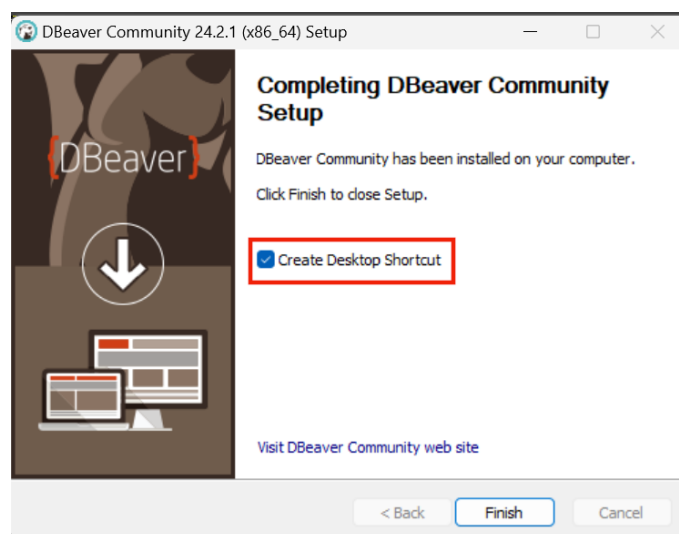 DBeaver Community 24.2.1 (x86_64) Setup
{DBeaver}
Completing DBeaver Community
Setup
DBeaver Community has been installed on your computer.
Click Finish to close Setup.
Create Desktop Shortcut
Visit DBeaver Community web site
< Back
Finish
Cancel